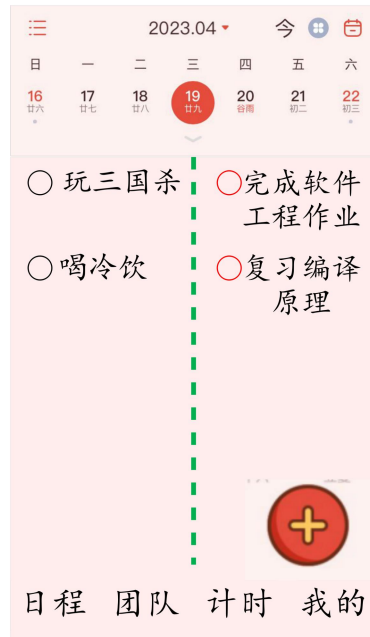 2023.04 今
日 一 二 三 四 五 六
16 17 18 19 20 21 22
廿六 廿七 廿八 廿九 谷雨 初二 初三
玩三国杀
喝冷饮
完成软件
工程作业
复习编译
原理
日程 团队 计时 我的